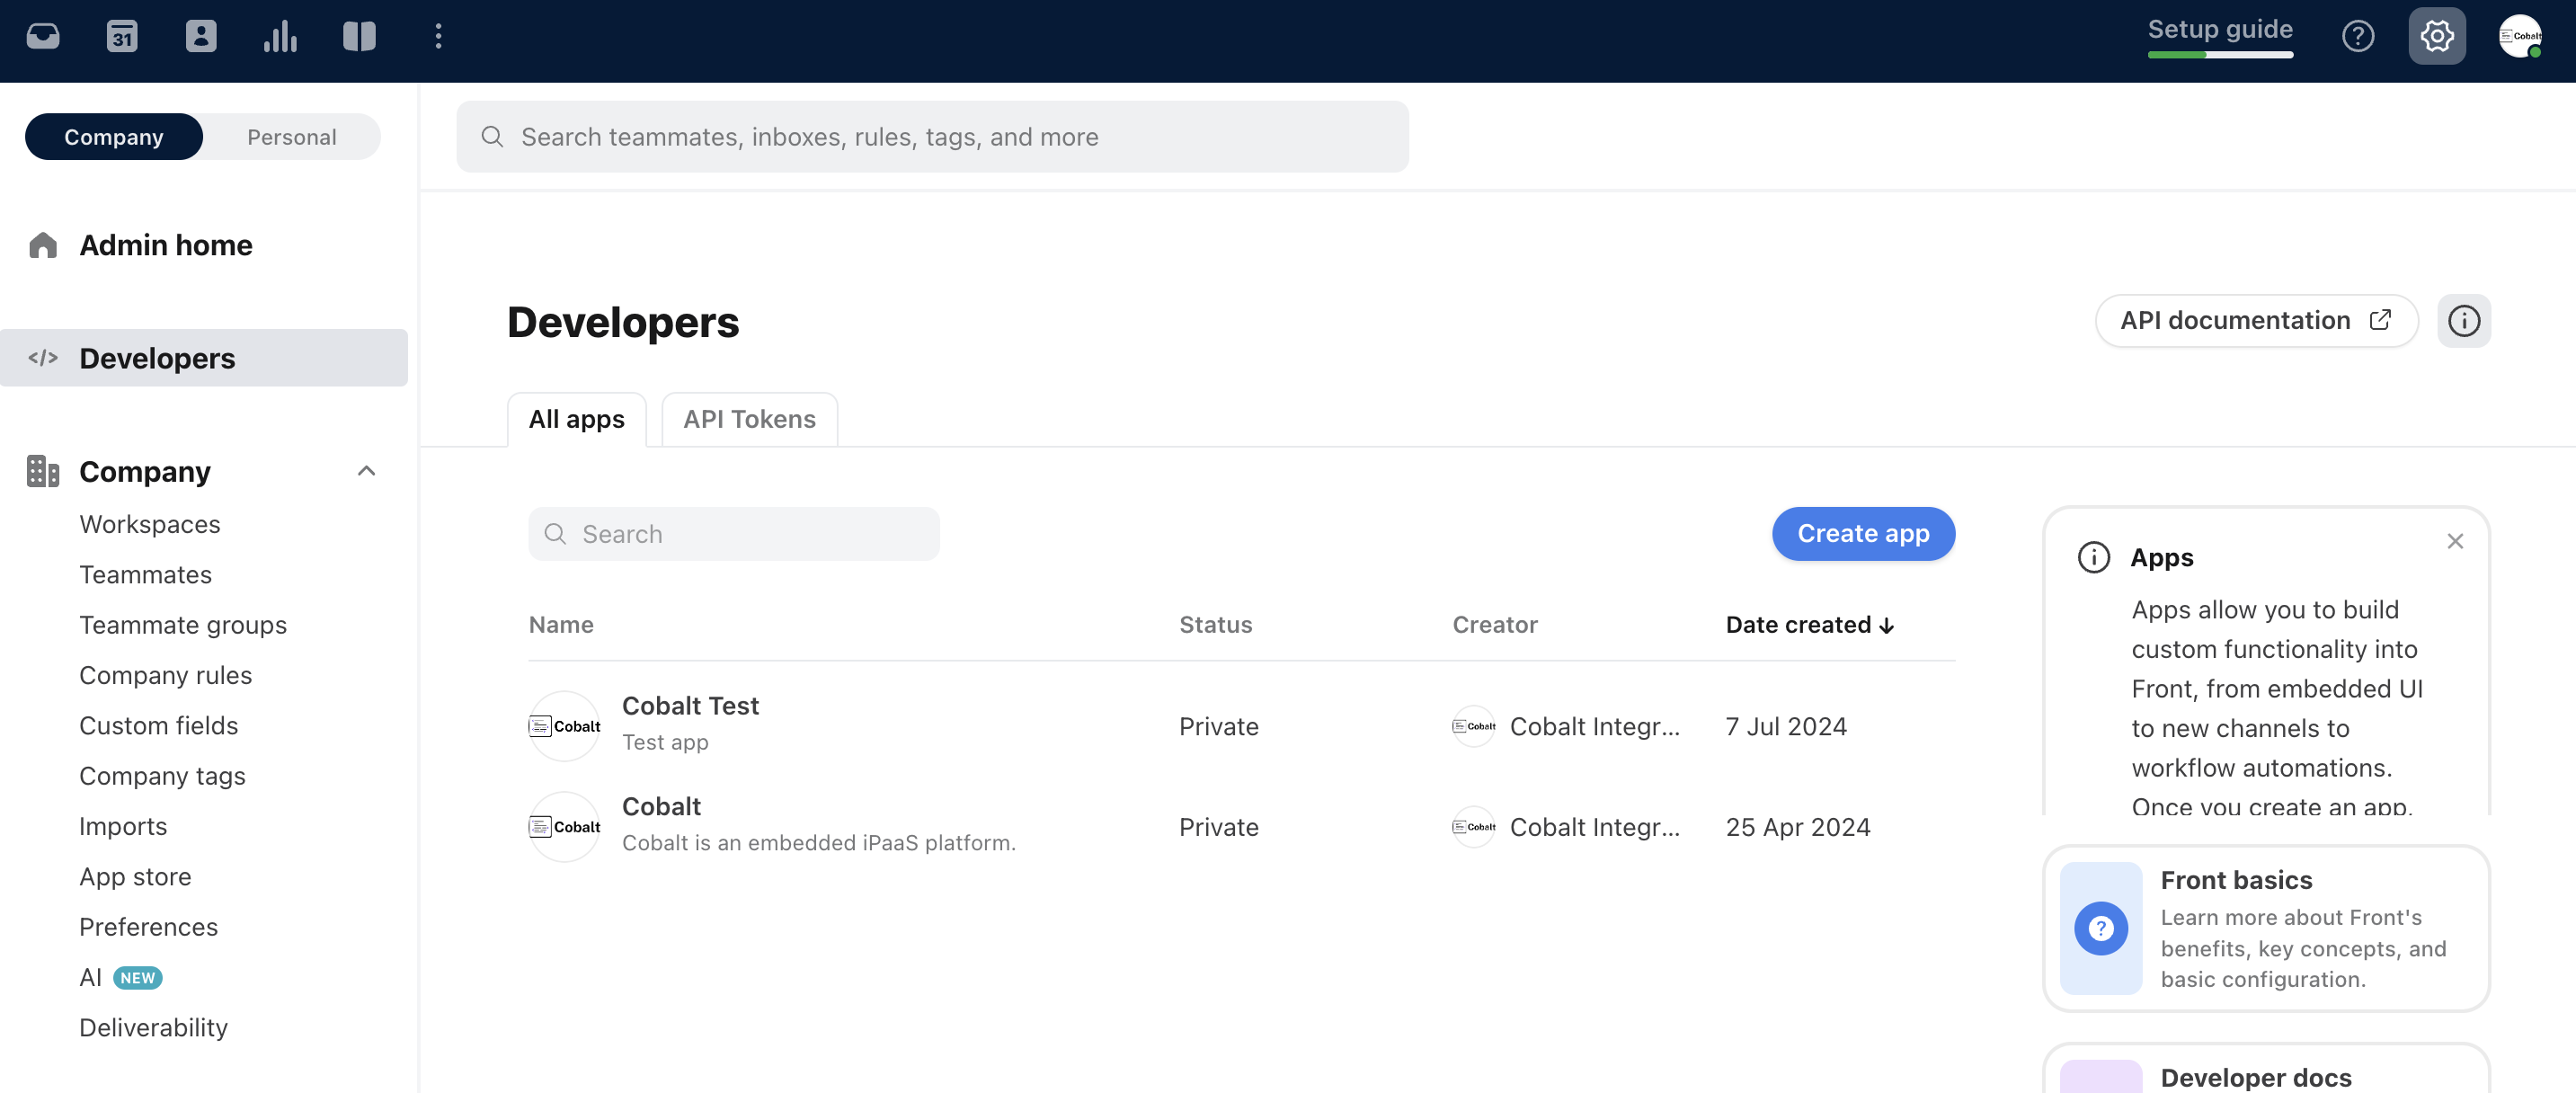 31
Setup guide
Cobalt
Company
Personal
Search teammates, inboxes, rules, tags, and more
Admin home
Developers
Company
Workspaces
Teammates
Teammate groups
Company rules
Custom fields
Company tags
Imports
App store
Preferences
AI NEW
Deliverability
Developers
API documentation
All apps
API Tokens
Search
Create app
Name Status Creator Date created
Cobalt Cobalt Test Private Cobalt Cobalt Integr... 7 Jul 2024
Test app
Cobalt Cobalt Private Cobalt Cobalt Integr... 25 Apr 2024
Cobalt is an embedded iPaaS platform.
Apps
Apps allow you to build
custom functionality into
Front, from embedded UI
to new channels to
workflow automations.
Once you create an app,
Front basics
Learn more about Front's
benefits, key concepts, and
basic configuration.
Developer docs